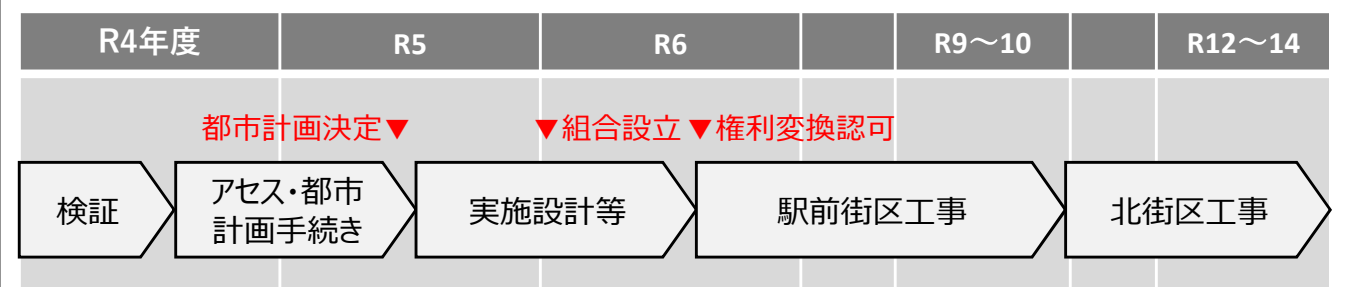 R4年度 R5 R6 R9～10 R12～14
都市計画決定▼ ▼組合設立 ▼権利変換認可
検証
アセス・都市
計画手続き
実施設計等
駅前街区工事
北街区工事